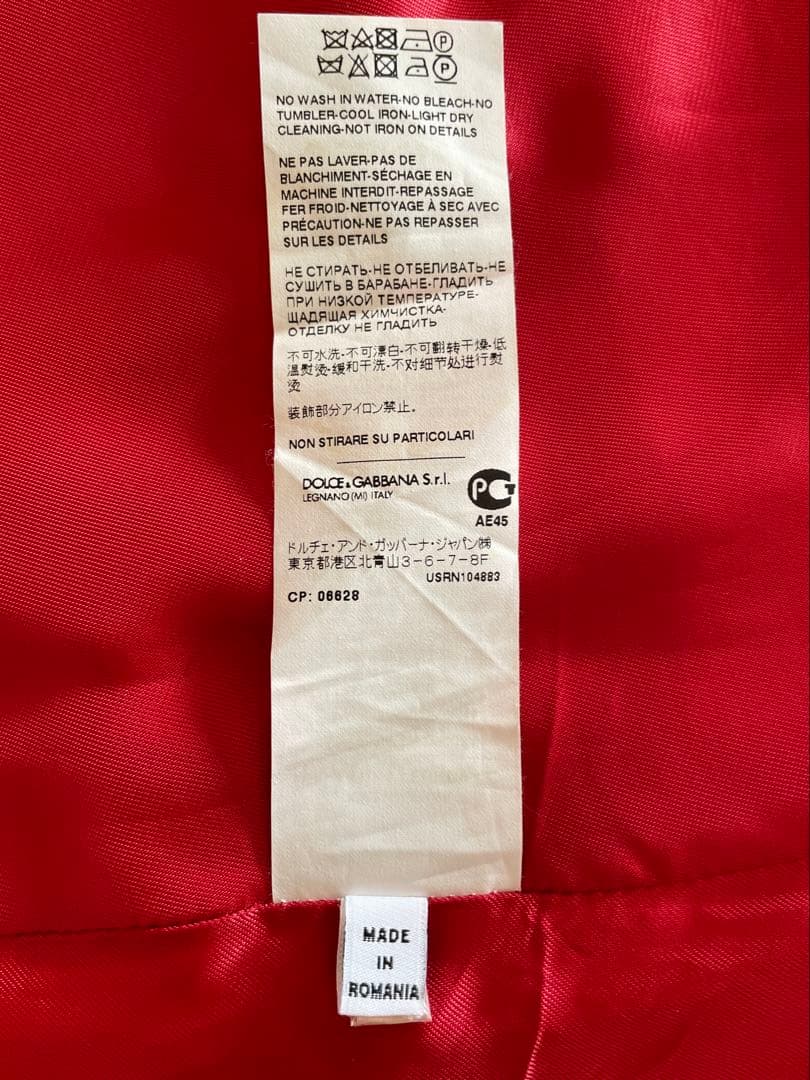 P
P
NO WASH IN WATER-NO BLEACH-NO
TUMBLER-COOL IRON-LIGHT DRY
CLEANING-NOT IRON ON DETAILS
NE PAS LAVER-PAS DE
BLANCHIMENT-SÉCHAGE EN
MACHINE INTERDIT-REPASSAGE
FER FROID-NETTOYAGE À SEC AVEC
PRÉCAUTION-NE PAS REPASSER
SUR LES DETAILS
НЕ СТИРАТЬ-НЕ ОТБЕЛИВАТЬ-НЕ
СУШИТЬ В БАРАБАНЕ-ГЛАДИТЬ
ПРИ НИЗКОЙ ТЕМПЕРАТУРЕ-
ЩАДЯЩАЯ ХИМЧИСТКА-
ОТДЕЛКУ НЕ ГЛАДИТЬ
不可水洗-不可漂白-不可翻转干燥-低
温熨烫-缓和干洗-不对细节处进行熨
烫
装飾部分アイロン禁止.
NON STIRARE SU PARTICOLARI
DOLCE&GABBANA S.r.l.
LEGNANO (MI) ITALY
РСТ
AE45
ドルチェ・アンド・ガッバーナ・ジャパン㈱
東京都港区北青山3-6-7-8F
USRN104883
CP: 06628
MADE
IN
ROMANIA